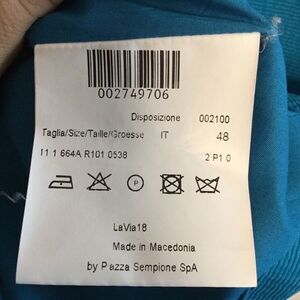 002749706
Disposizione 002100
Taglia/Size/Taille/Groesse IT 48
11 1 664A R101 0538 2 P1 0
P
LaVia18
Made in Macedonia
by Piazza Sempione SpA